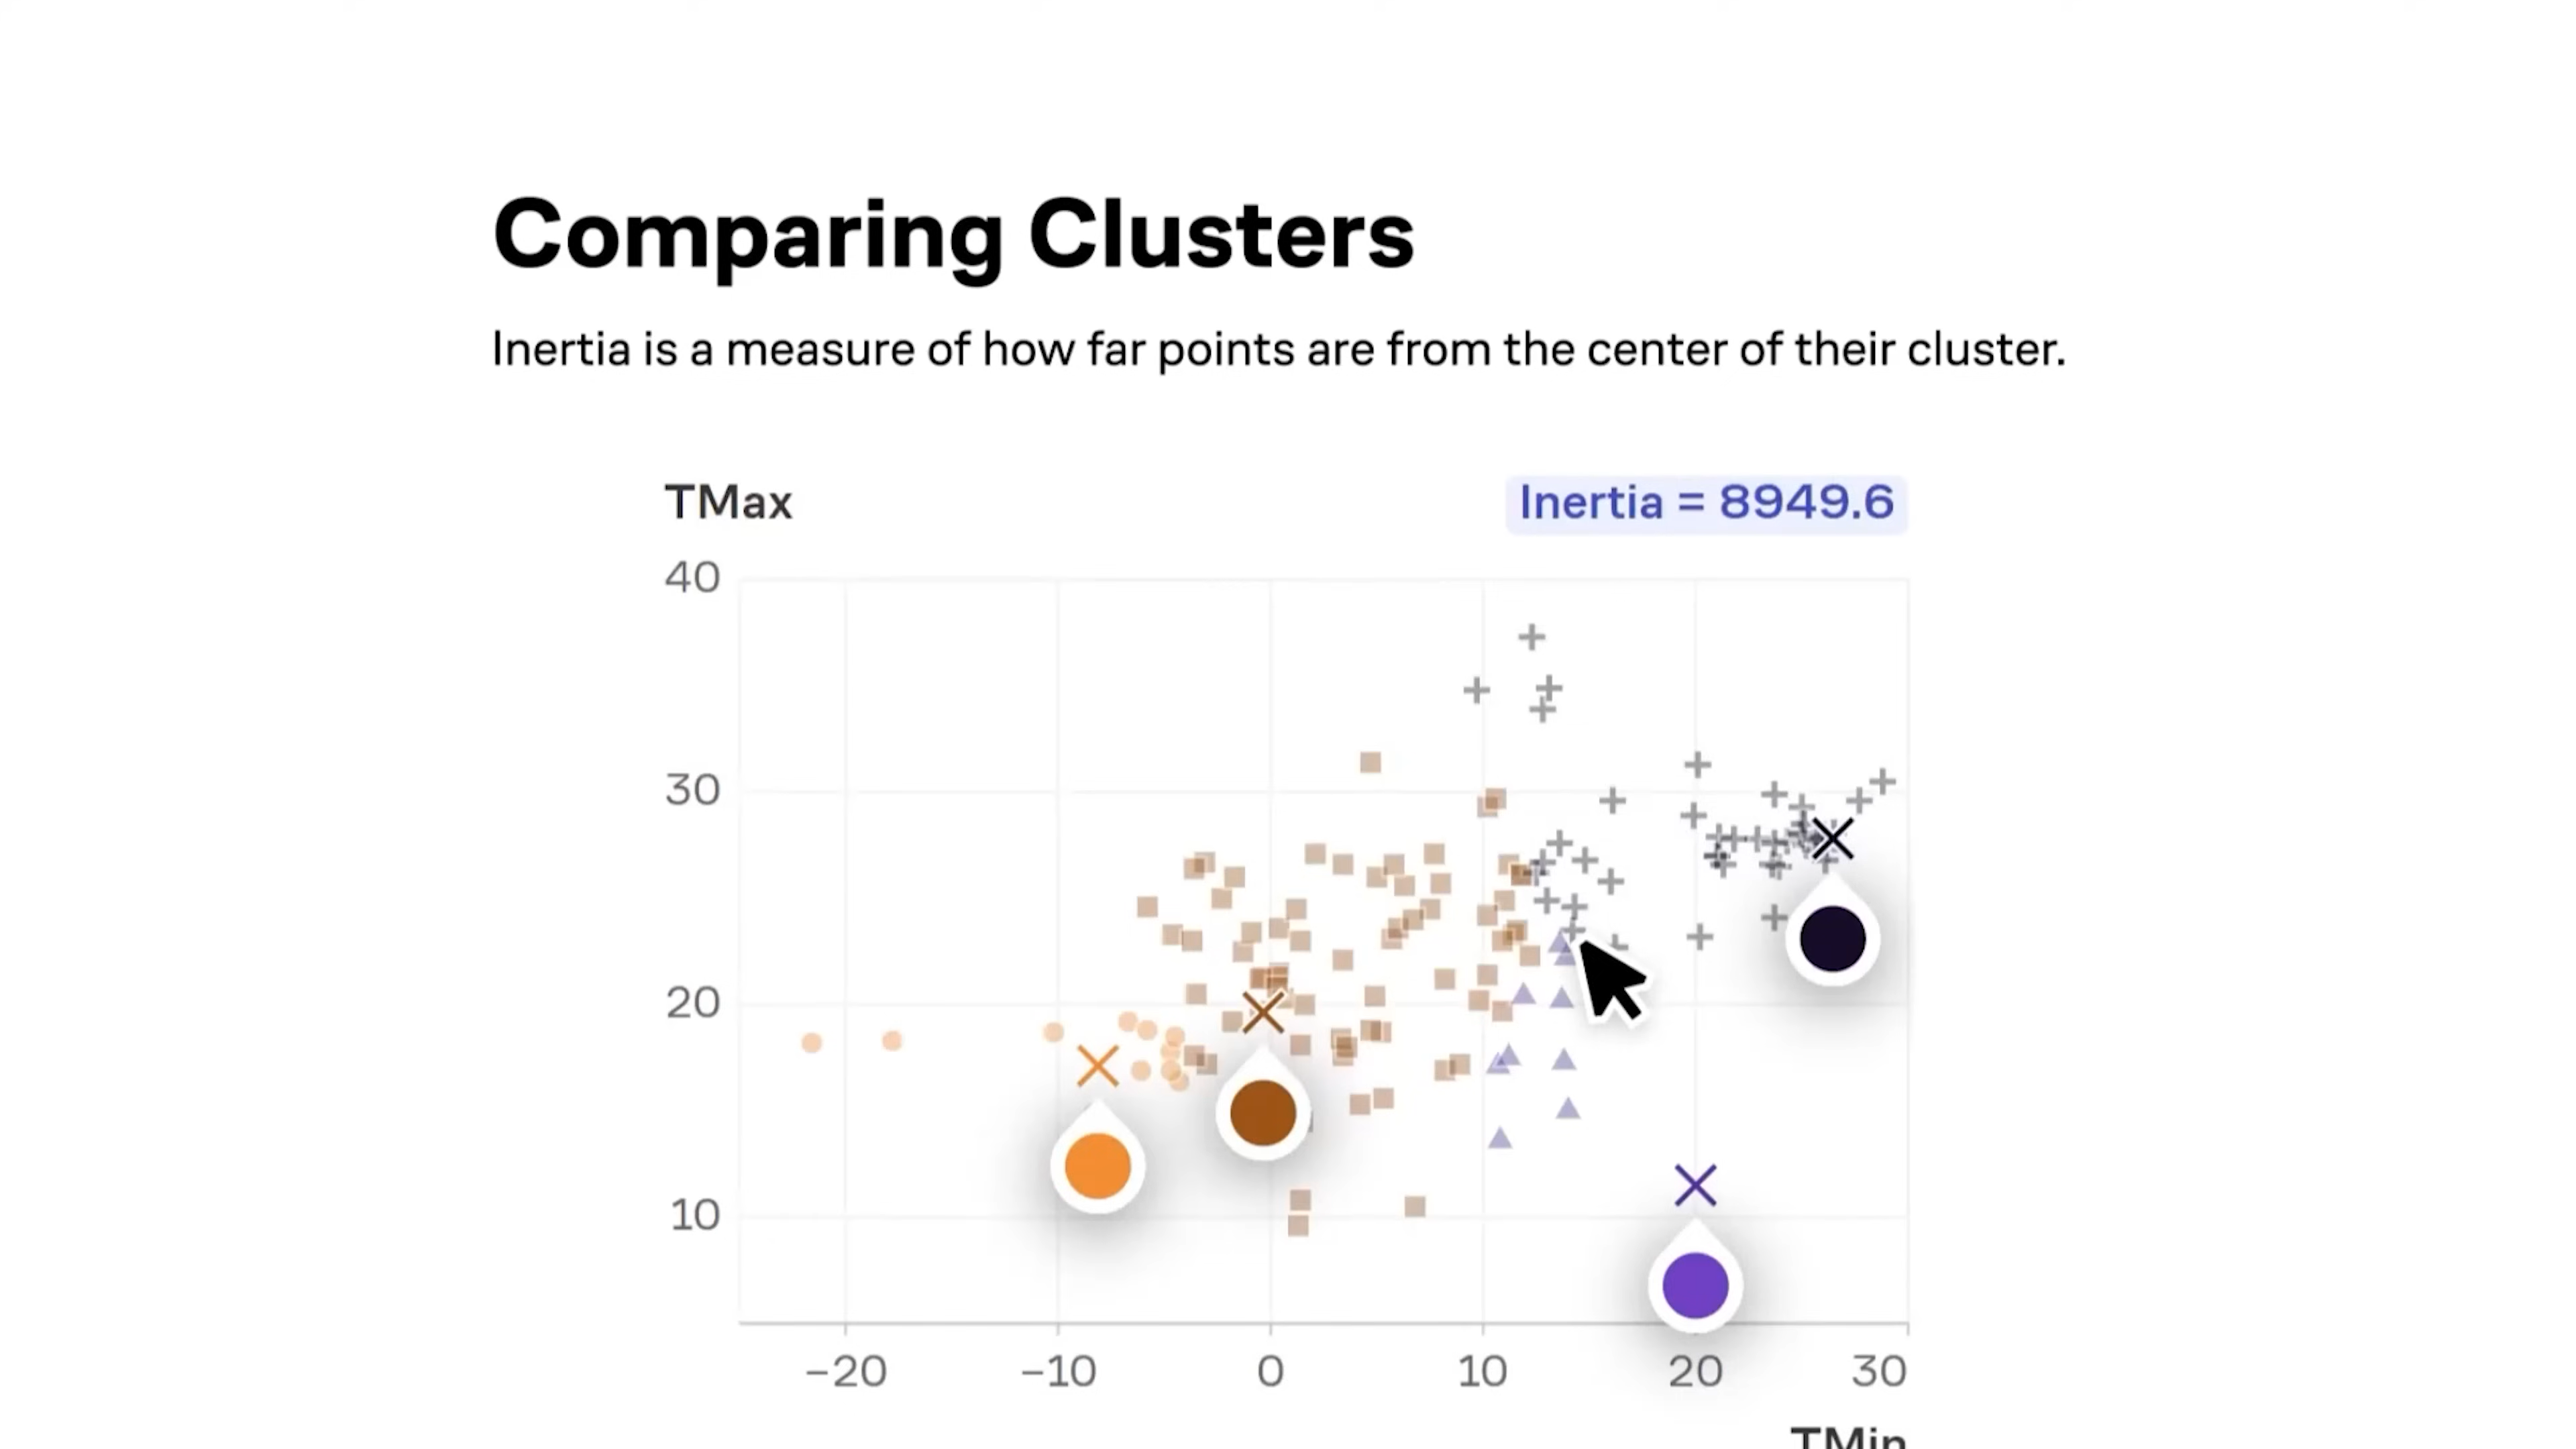 Comparing Clusters
Inertia is a measure of how far points are from the center of their cluster.
TMax
Inertia = 8949.6
40
30
20
10
−20 −10 0 10 20 30
TMin